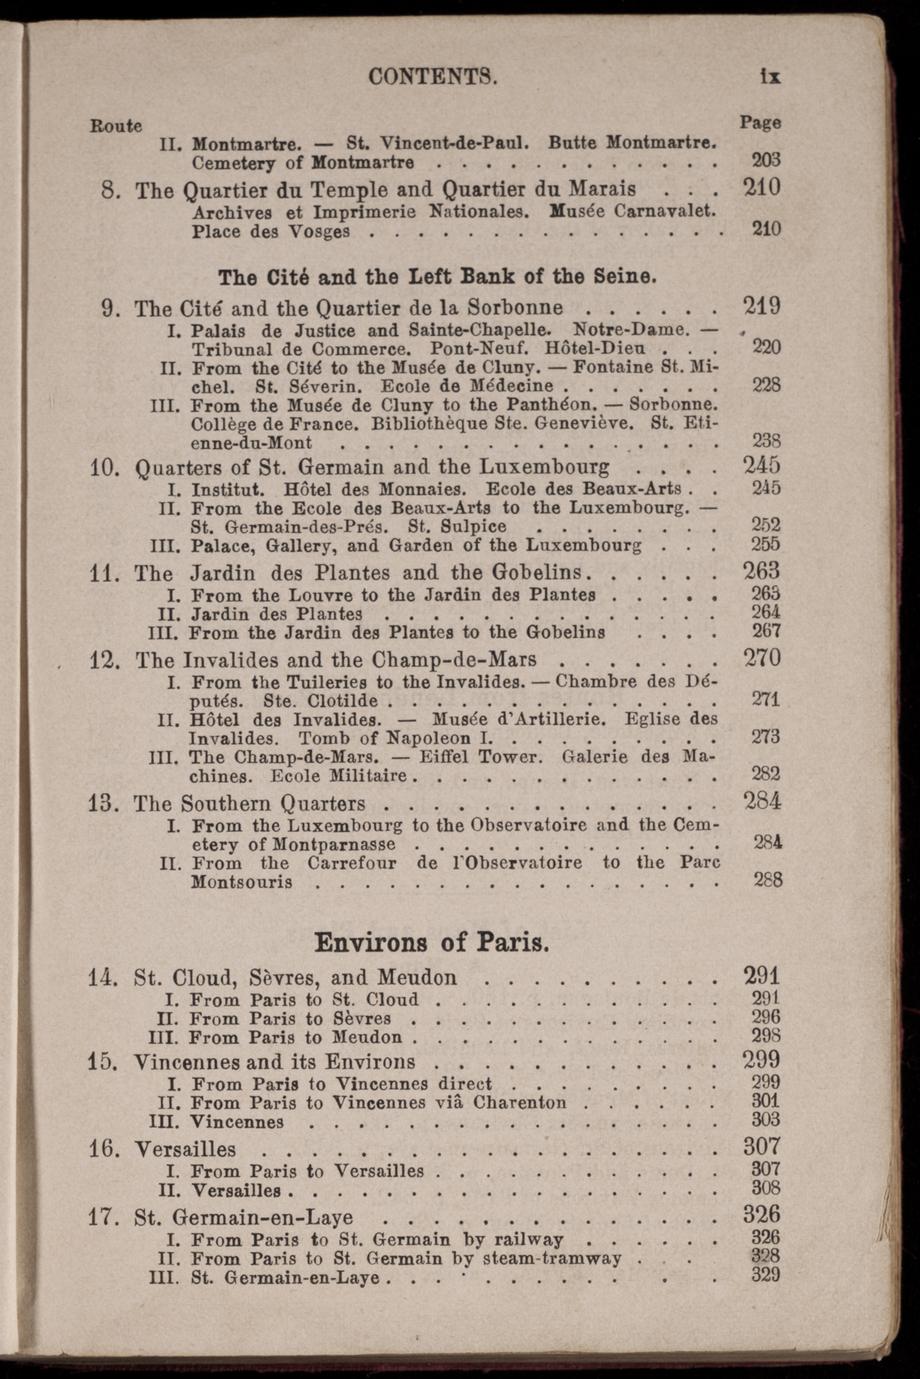 CONTENTS. ix
Route Page
II. Montmartre. — St. Vincent-de-Paul. Butte Montmartre.
Cemetery of Montmartre . . . . . . . . . . . . 203
8. The Quartier du Temple and Quartier du Marais . . . 210
Archives et Imprimerie Nationales. Musée Carnavalet.
Place des Vosges . . . . . . . . . . . . . . . 210
The Cité and the Left Bank of the Seine.
9. The Cité and the Quartier de la Sorbonne . . . . . . 219
I. Palais de Justice and Sainte-Chapelle. Notre-Dame. —
Tribunal de Commerce. Pont-Neuf. Hôtel-Dieu . . . 220
II. From the Cité to the Musée de Cluny. — Fontaine St. Mi-
chel. St. Séverin. Ecole de Médecine . . . . . . . 228
III. From the Musée de Cluny to the Panthéon. — Sorbonne.
Collège de France. Bibliothèque Ste. Geneviève. St. Eti-
enne-du-Mont . . . . . . . . . . . . . . . . 238
10. Quarters of St. Germain and the Luxembourg . . . . 245
I. Institut. Hôtel des Monnaies. Ecole des Beaux-Arts . . 245
II. From the Ecole des Beaux-Arts to the Luxembourg. —
St. Germain-des-Prés. St. Sulpice . . . . . . . . 252
III. Palace, Gallery, and Garden of the Luxembourg . . . 255
11. The Jardin des Plantes and the Gobelins . . . . . . 263
I. From the Louvre to the Jardin des Plantes . . . . . 263
II. Jardin des Plantes . . . . . . . . . . . . . . 264
III. From the Jardin des Plantes to the Gobelins . . . . 267
12. The Invalides and the Champ-de-Mars . . . . . . . 270
I. From the Tuileries to the Invalides. — Chambre des Dé-
putés. Ste. Clotilde . . . . . . . . . . . . . . 271
II. Hôtel des Invalides. — Musée d'Artillerie. Eglise des
Invalides. Tomb of Napoleon I. . . . . . . . . . 273
III. The Champ-de-Mars. — Eiffel Tower. Galerie des Ma-
chines. Ecole Militaire . . . . . . . . . . . . . 282
13. The Southern Quarters . . . . . . . . . . . . . 284
I. From the Luxembourg to the Observatoire and the Cem-
etery of Montparnasse . . . . . . . . . . . . . 284
II. From the Carrefour de l'Observatoire to the Parc
Montsouris . . . . . . . . . . . . . . . . . 288
Environs of Paris.
14. St. Cloud, Sèvres, and Meudon . . . . . . . . . . 291
I. From Paris to St. Cloud . . . . . . . . . . . . 291
II. From Paris to Sèvres . . . . . . . . . . . . . 296
III. From Paris to Meudon . . . . . . . . . . . . . 298
15. Vincennes and its Environs . . . . . . . . . . . 299
I. From Paris to Vincennes direct . . . . . . . . . 299
II. From Paris to Vincennes viâ Charenton . . . . . . 301
III. Vincennes . . . . . . . . . . . . . . . . . 303
16. Versailles . . . . . . . . . . . . . . . . . 307
I. From Paris to Versailles . . . . . . . . . . . . 307
II. Versailles . . . . . . . . . . . . . . . . . . 308
17. St. Germain-en-Laye . . . . . . . . . . . . . 326
I. From Paris to St. Germain by railway . . . . . . 326
II. From Paris to St. Germain by steam-tramway . . . 328
III. St. Germain-en-Laye . . . . . . . . . . . . . 329